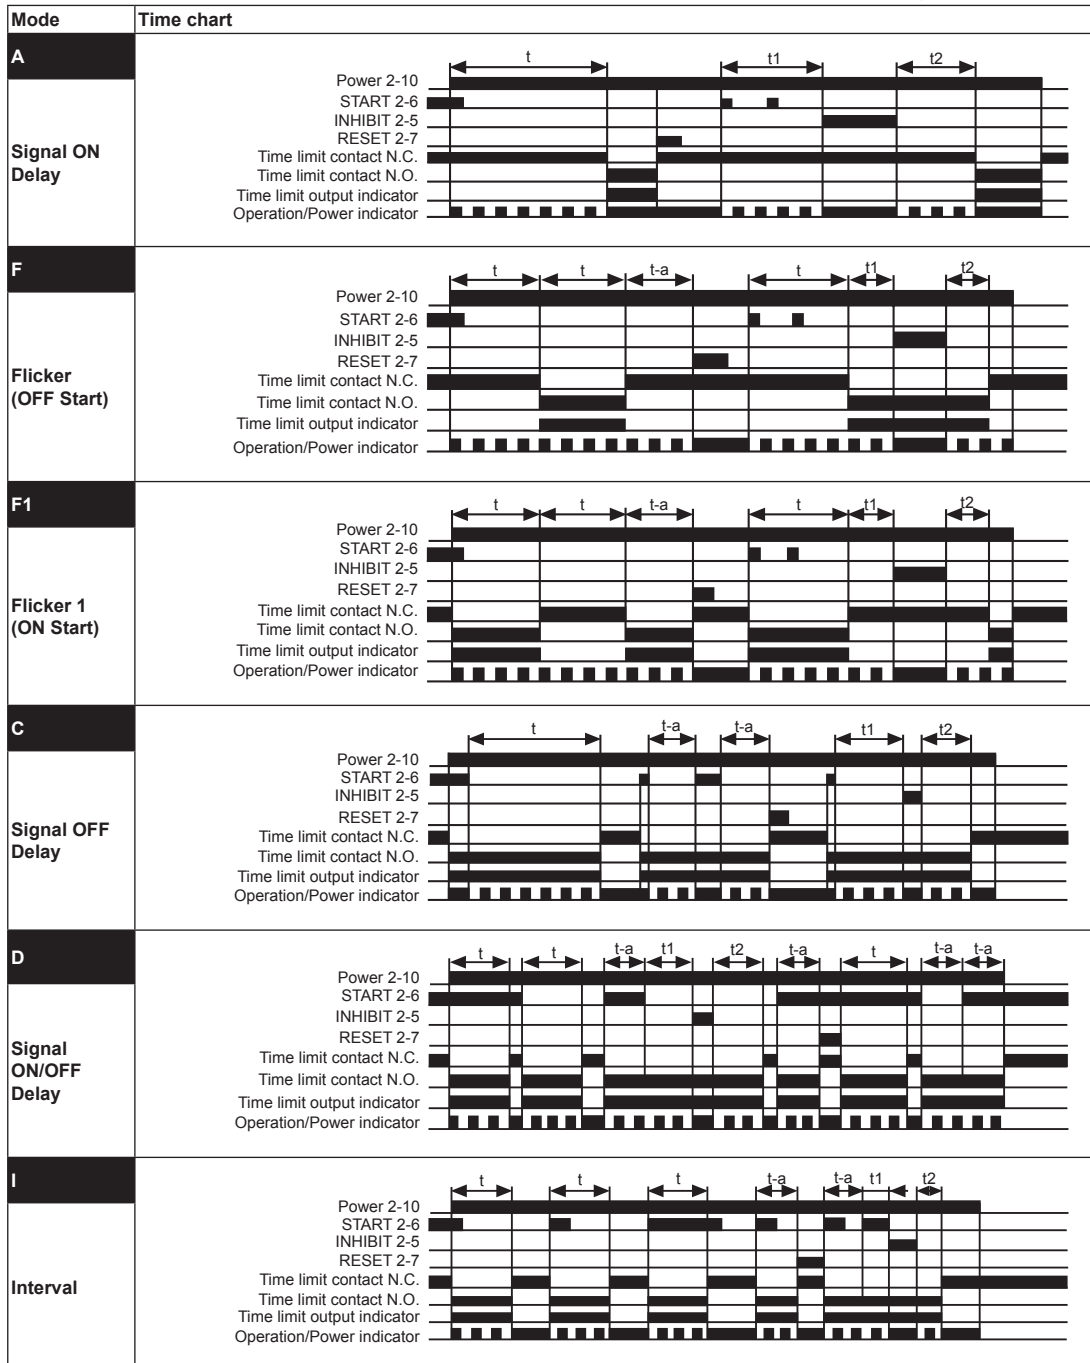 Mode Time chart
A
Signal ON
Delay
t t1 t2
Power 2-10
START 2-6
INHIBIT 2-5
RESET 2-7
Time limit contact N.C.
Time limit contact N.O.
Time limit output indicator
Operation/Power indicator
F
Flicker
(OFF Start)
t t t-a t t1 t2
Power 2-10
START 2-6
INHIBIT 2-5
RESET 2-7
Time limit contact N.C.
Time limit contact N.O.
Time limit output indicator
Operation/Power indicator
F1
Flicker 1
(ON Start)
t t t-a t t1 t2
Power 2-10
START 2-6
INHIBIT 2-5
RESET 2-7
Time limit contact N.C.
Time limit contact N.O.
Time limit output indicator
Operation/Power indicator
C
Signal OFF
Delay
t t-a t-a t1 t2
Power 2-10
START 2-6
INHIBIT 2-5
RESET 2-7
Time limit contact N.C.
Time limit contact N.O.
Time limit output indicator
Operation/Power indicator
D
Signal
ON/OFF
Delay
t t t-a t1 t2 t-a t t-a t-a
Power 2-10
START 2-6
INHIBIT 2-5
RESET 2-7
Time limit contact N.C.
Time limit contact N.O.
Time limit output indicator
Operation/Power indicator
I
Interval
t t t t-a t-a t1 t2
Power 2-10
START 2-6
INHIBIT 2-5
RESET 2-7
Time limit contact N.C.
Time limit contact N.O.
Time limit output indicator
Operation/Power indicator